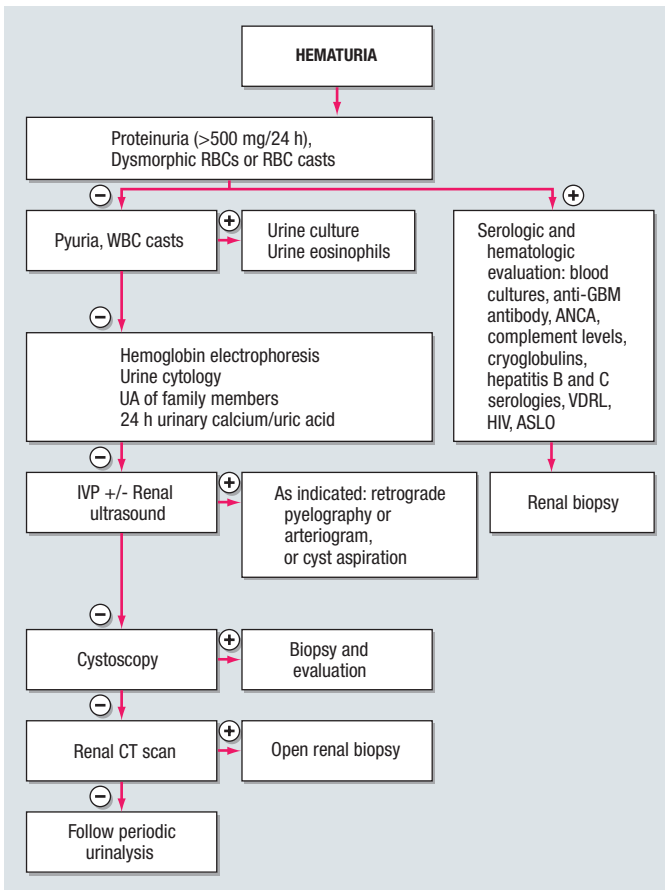 HEMATURIA
Proteinuria (>500 mg/24 h),
Dysmorphic RBCs or RBC casts
−
+
Pyuria, WBC casts
+
Urine culture
Urine eosinophils
Serologic and
hematologic
evaluation: blood
cultures, anti-GBM
antibody, ANCA,
complement levels,
cryoglobulins,
hepatitis B and C
serologies, VDRL,
HIV, ASLO
−
Hemoglobin electrophoresis
Urine cytology
UA of family members
24 h urinary calcium/uric acid
−
IVP +/- Renal
ultrasound
+
As indicated: retrograde
pyelography or
arteriogram,
or cyst aspiration
Renal biopsy
−
Cystoscopy
+
Biopsy and
evaluation
−
Renal CT scan
+
Open renal biopsy
−
Follow periodic
urinalysis